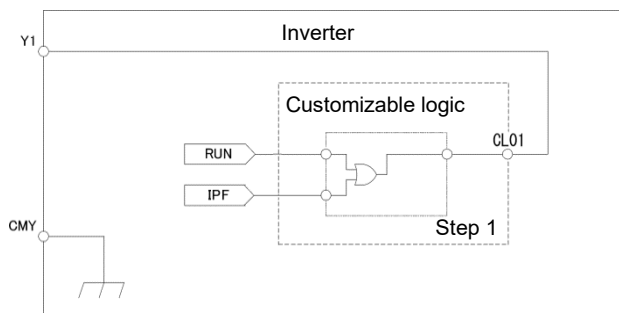 Inverter
Y1
Customizable logic
CL01
RUN
IPF
Step 1
CMY